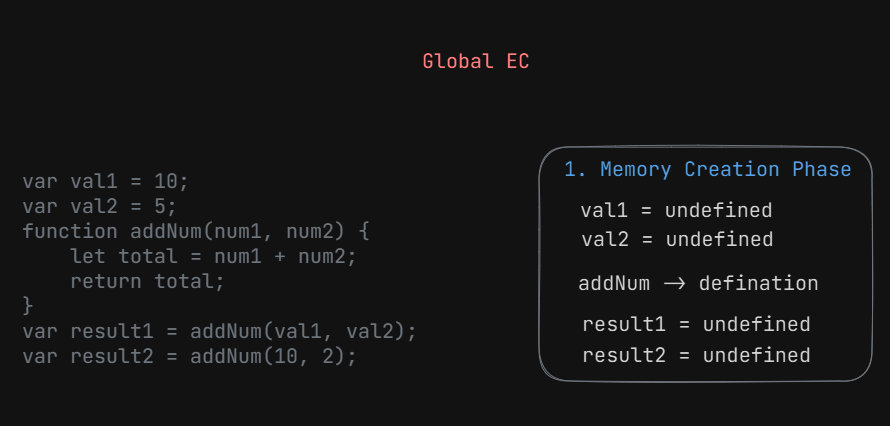 Global EC
var val1 = 10;
var val2 = 5;
function addNum(num1, num2) {
    let total = num1 + num2;
    return total;
}
var result1 = addNum(val1, val2);
var result2 = addNum(10, 2);
1. Memory Creation Phase
val1 = undefined
val2 = undefined
addNum → defination
result1 = undefined
result2 = undefined